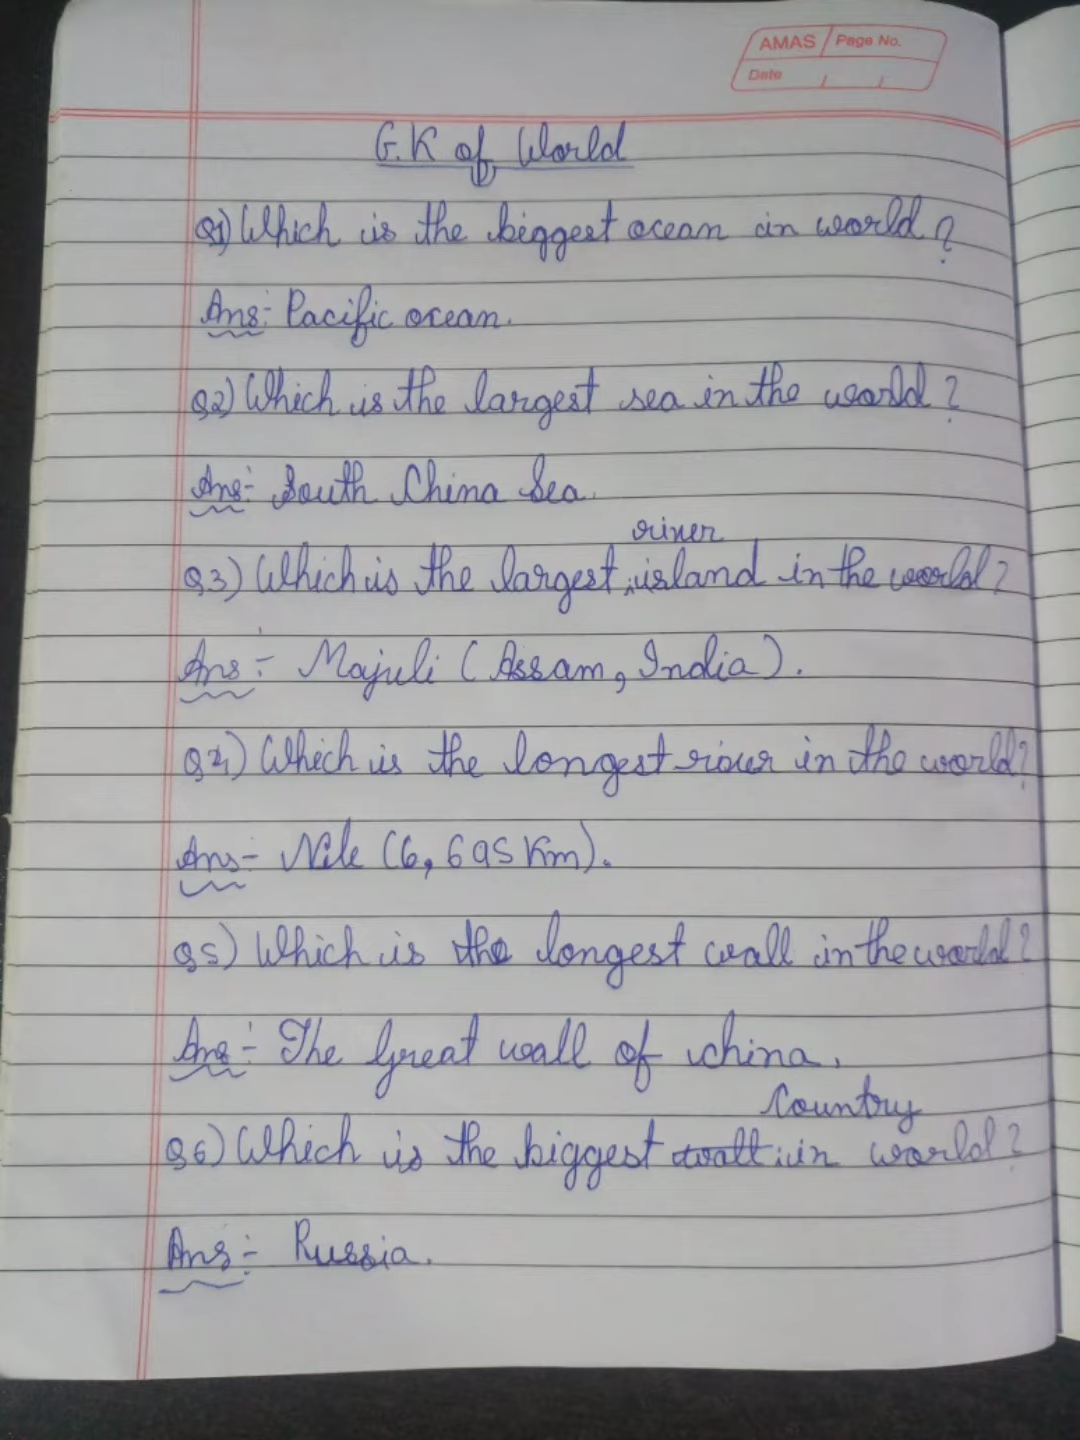 AMAS Page No.
Date / /
G.K of World
Q1) Which is the biggest ocean in world?
Ans:- Pacific ocean.
Q2) Which is the largest sea in the world?
Ans:- South China Sea.
river
Q3) Which is the largest island in the world?
Ans:- Majuli (Assam, India).
Q4) Which is the longest river in the world?
Ans:- Nile (6,695 Km).
Q5) Which is the longest wall in the world?
Ans:- The Great wall of china.
Country
Q6) Which is the biggest wall in world?
Ans:- Russia.